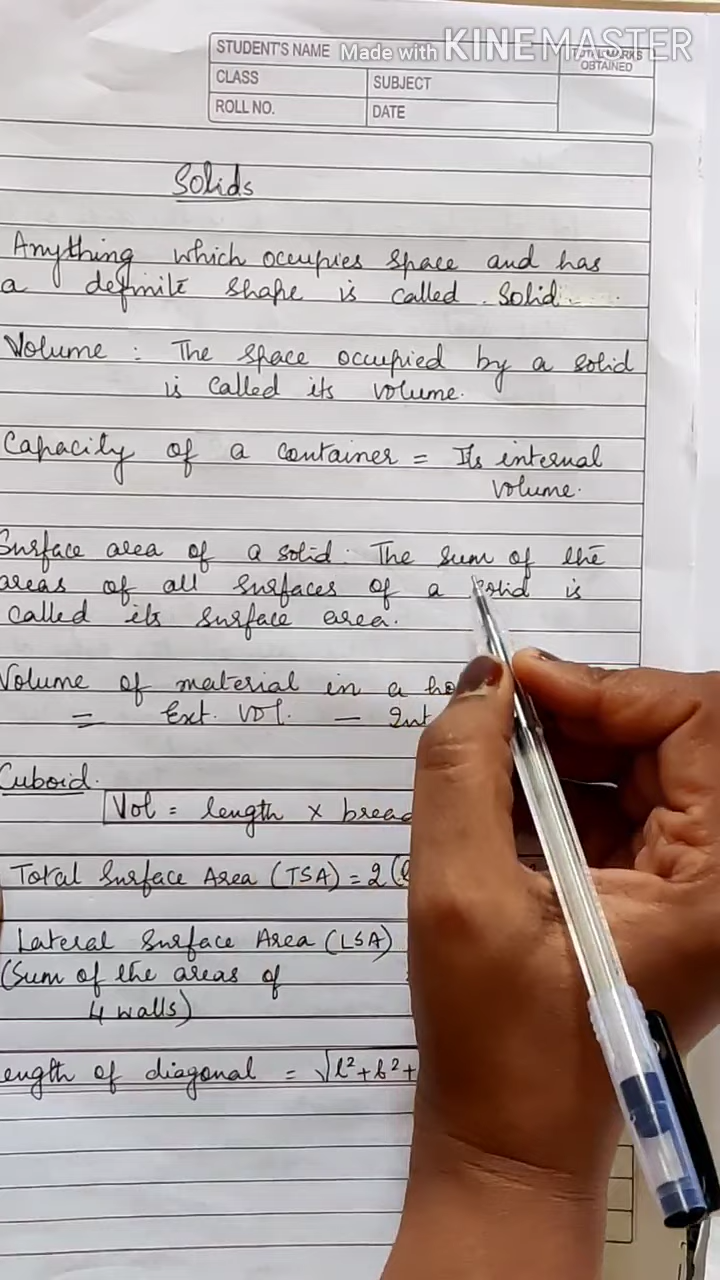 STUDENT'S NAME
Made with KINEMASTER
TOTAL MARKS
OBTAINED
CLASS
SUBJECT
ROLL NO.
DATE
Solids
Anything which occupies space and has
a definite shape is called solid.
Volume : The space occupied by a solid
is called its volume.
Capacity of a container = Its internal
volume.
Surface area of a solid. The sum of the
areas of all surfaces of a solid is
called its surface area.
Volume of material in a
= Ext. Vol. -
Cuboid.
Vol = length ×
Total Surface Area (TSA) = 2(
Lateral Surface Area (LSA)
(Sum of the areas of
4 walls)
ength of diagonal = √l²+b²+